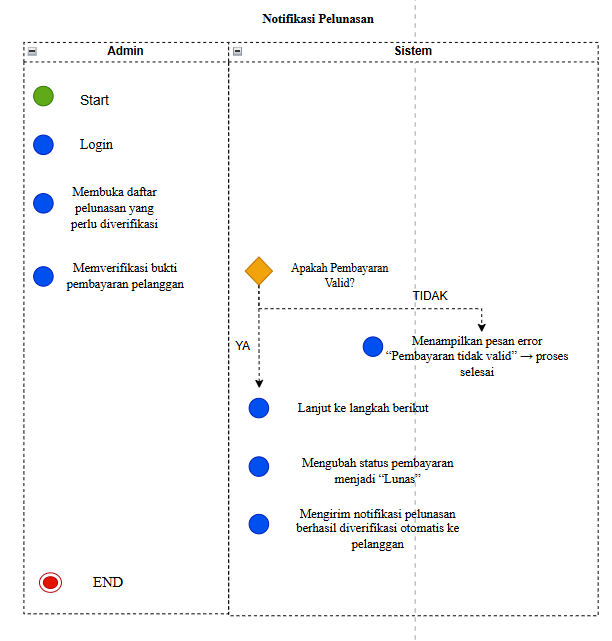 Notifikasi Pelunasan
Admin
Sistem
Start
Login
Membuka daftar
pelunasan yang
perlu diverifikasi
Memverifikasi bukti
pembayaran pelanggan
Apakah Pembayaran
Valid?
TIDAK
YA
Menampilkan pesan error
“Pembayaran tidak valid” → proses
selesai
Lanjut ke langkah berikut
Mengubah status pembayaran
menjadi “Lunas”
Mengirim notifikasi pelunasan
berhasil diverifikasi otomatis ke
pelanggan
END